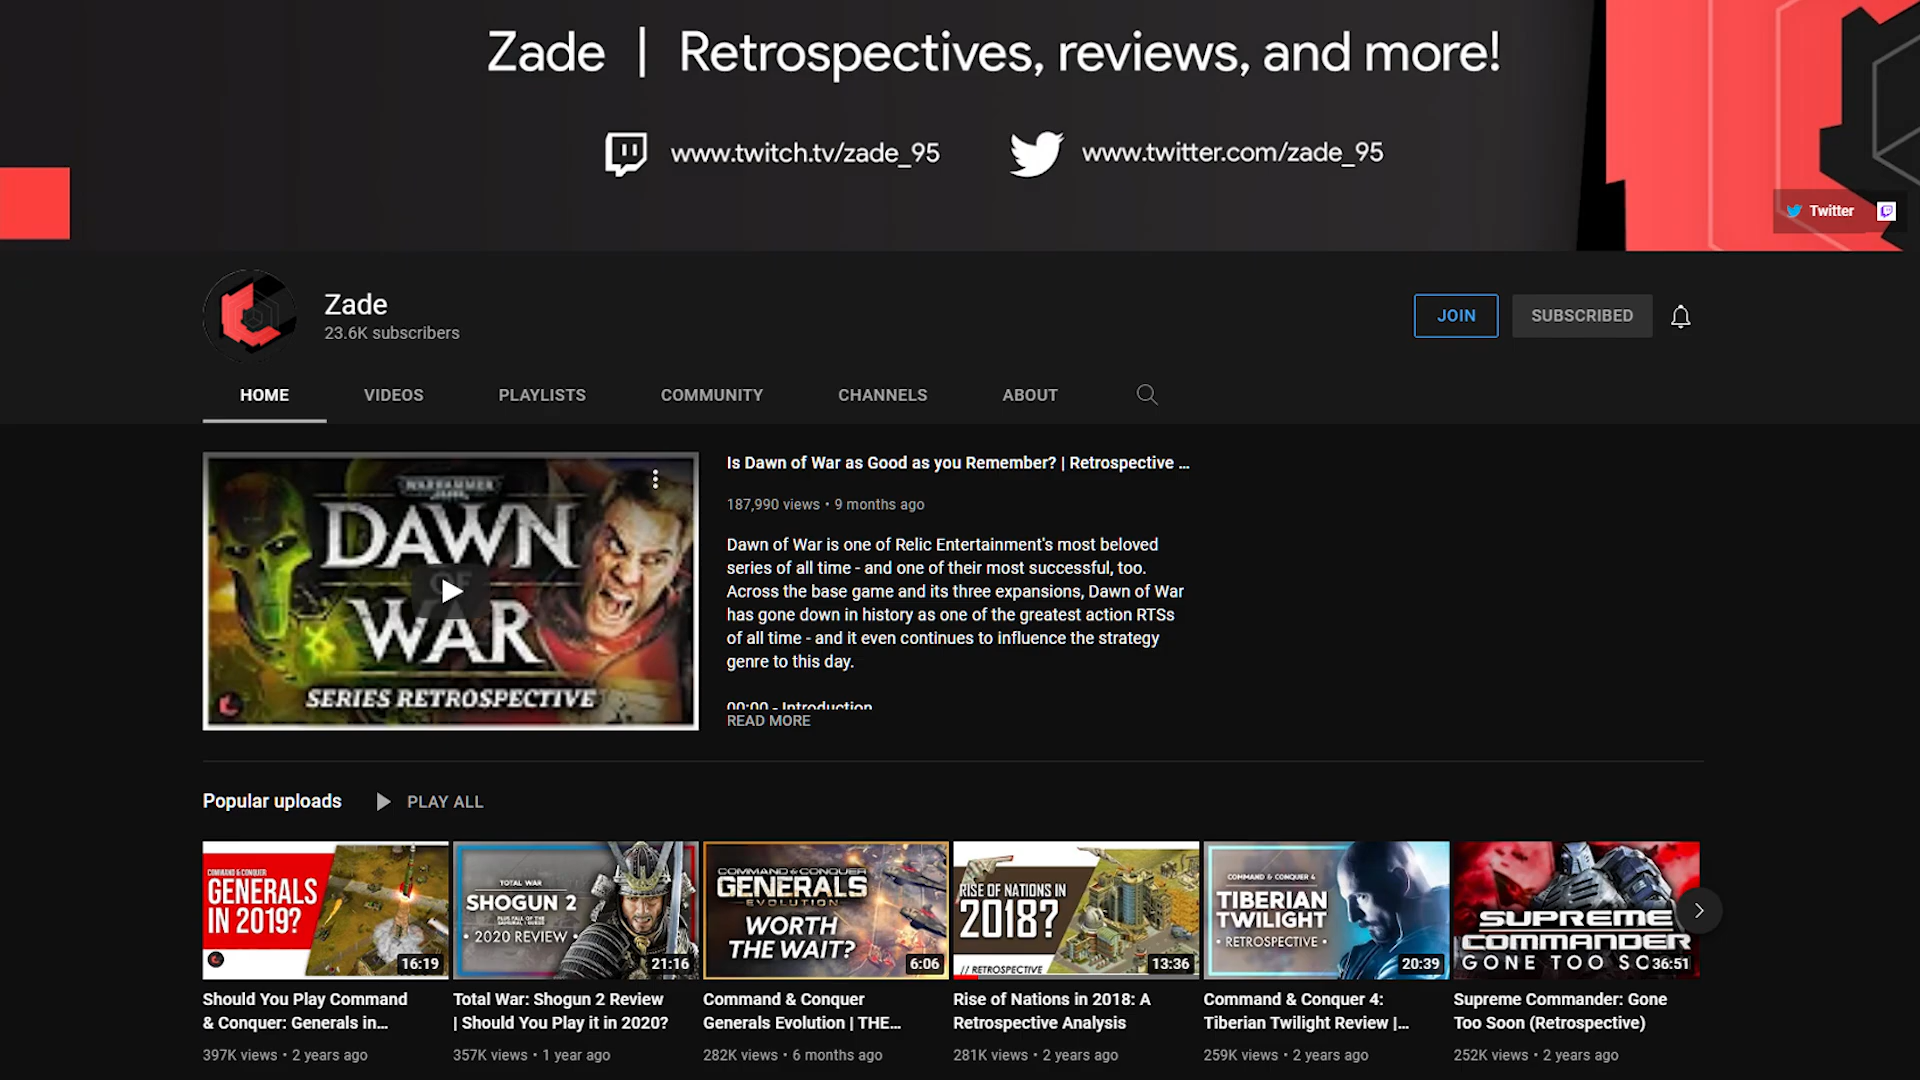 Zade | Retrospectives, reviews, and more!
www.twitch.tv/zade_95
www.twitter.com/zade_95
Twitter
Zade
23.6K subscribers
JOIN
SUBSCRIBED
HOME
VIDEOS
PLAYLISTS
COMMUNITY
CHANNELS
ABOUT
WARHAMMER
DAWN
OF
WAR
SERIES RETROSPECTIVE
Is Dawn of War as Good as you Remember? | Retrospective ...
187,990 views • 9 months ago
Dawn of War is one of Relic Entertainment's most beloved
series of all time - and one of their most successful, too.
Across the base game and its three expansions, Dawn of War
has gone down in history as one of the greatest action RTSs
of all time - and it even continues to influence the strategy
genre to this day.
00:00 - Introduction
READ MORE
Popular uploads
PLAY ALL
COMMAND & CONQUER
GENERALS
IN 2019?
16:19
Should You Play Command
& Conquer: Generals in...
397K views • 2 years ago
TOTAL WAR
SHOGUN 2
PLUS FALL OF THE
SAMURAI
• 2020 REVIEW •
21:16
Total War: Shogun 2 Review
| Should You Play it in 2020?
357K views • 1 year ago
COMMAND & CONQUER
GENERALS
EVOLUTION
WORTH
THE WAIT?
6:06
Command & Conquer
Generals Evolution | THE...
282K views • 6 months ago
RISE OF NATIONS IN
2018?
// RETROSPECTIVE
13:36
Rise of Nations in 2018: A
Retrospective Analysis
281K views • 2 years ago
COMMAND & CONQUER 4
TIBERIAN
TWILIGHT
• RETROSPECTIVE •
20:39
Command & Conquer 4:
Tiberian Twilight Review |...
259K views • 2 years ago
SUPREME
COMMANDER
GONE TOO SO
36:51
Supreme Commander: Gone
Too Soon (Retrospective)
252K views • 2 years ago